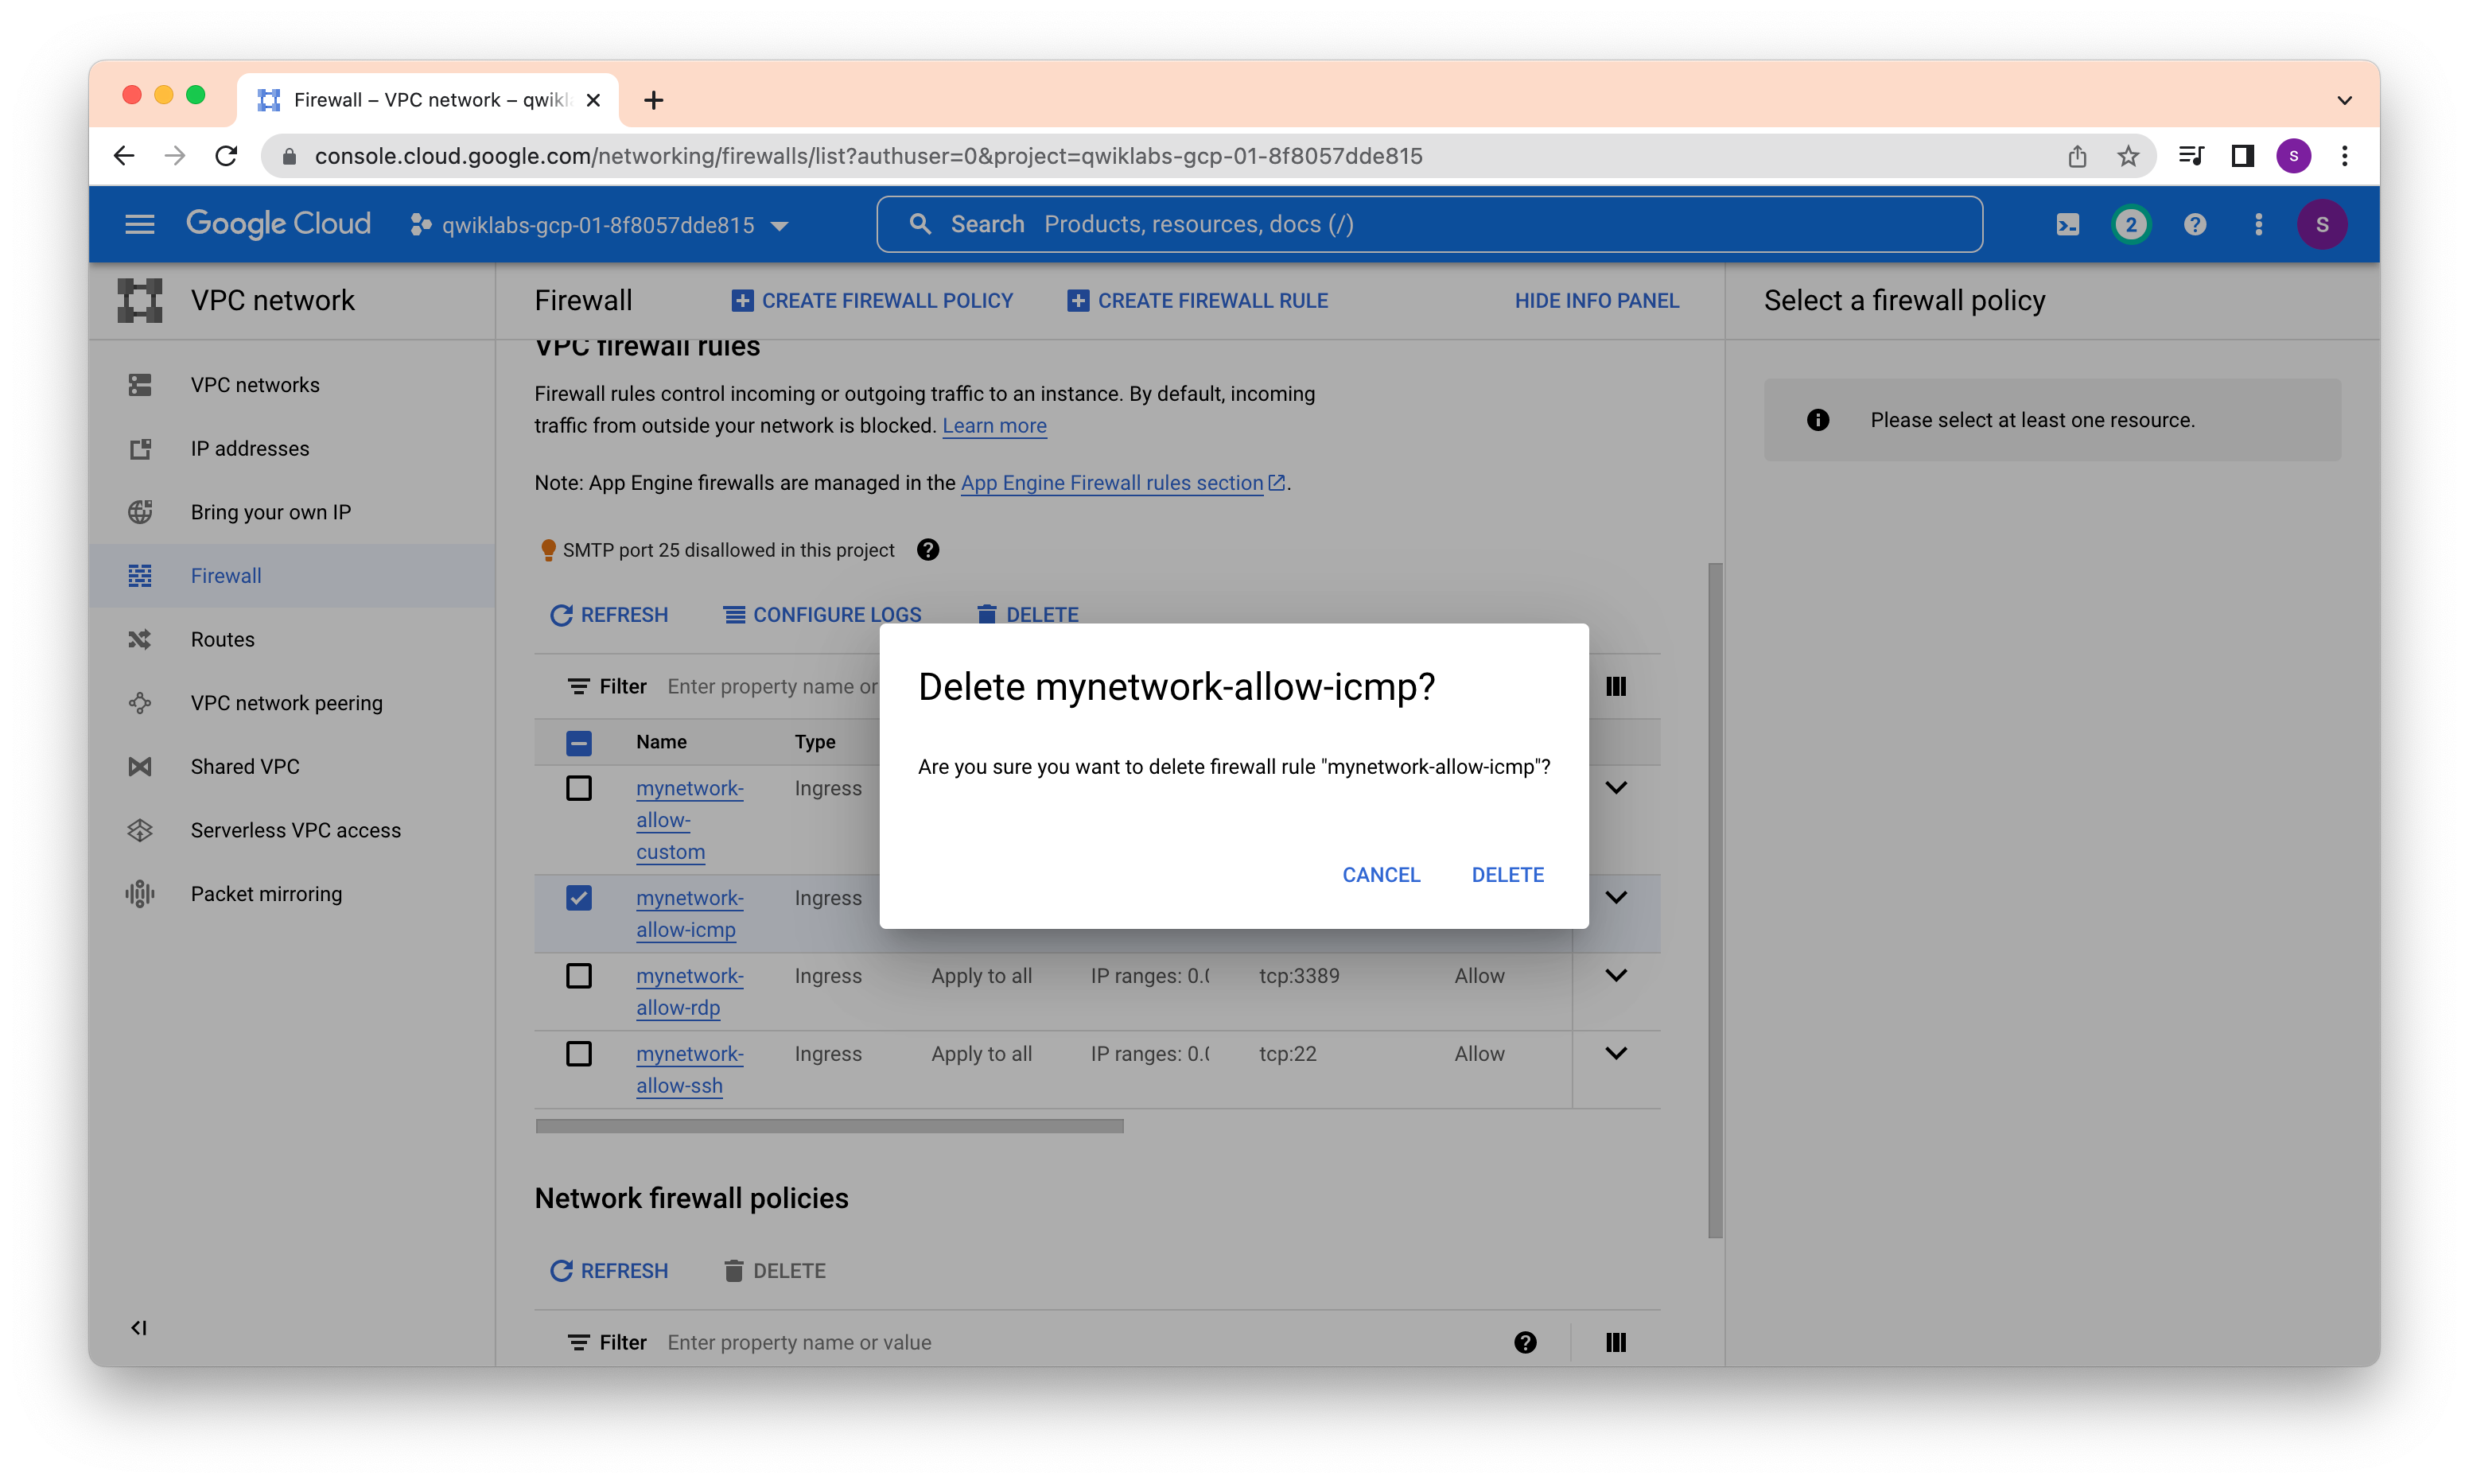 Firewall – VPC network – qwikl
console.cloud.google.com/networking/firewalls/list?authuser=0&project=qwiklabs-gcp-01-8f8057dde815
S
Google Cloud
qwiklabs-gcp-01-8f8057dde815
Search Products, resources, docs (/)
2
S
VPC network
Firewall
CREATE FIREWALL POLICY
CREATE FIREWALL RULE
HIDE INFO PANEL
Select a firewall policy
VPC networks
IP addresses
Bring your own IP
Firewall
Routes
VPC network peering
Shared VPC
Serverless VPC access
Packet mirroring
VPC firewall rules
Firewall rules control incoming or outgoing traffic to an instance. By default, incoming
traffic from outside your network is blocked. Learn more
Note: App Engine firewalls are managed in the App Engine Firewall rules section.
SMTP port 25 disallowed in this project
REFRESH
CONFIGURE LOGS
DELETE
Filter Enter property name or
Name Type
mynetwork-
allow-
custom
Ingress
mynetwork-
allow-icmp
Ingress
mynetwork-
allow-rdp
Ingress
Apply to all
IP ranges: 0.
tcp:3389
Allow
mynetwork-
allow-ssh
Ingress
Apply to all
IP ranges: 0.
tcp:22
Allow
Delete mynetwork-allow-icmp?
Are you sure you want to delete firewall rule "mynetwork-allow-icmp"?
CANCEL
DELETE
Network firewall policies
REFRESH
DELETE
Filter Enter property name or value
Please select at least one resource.